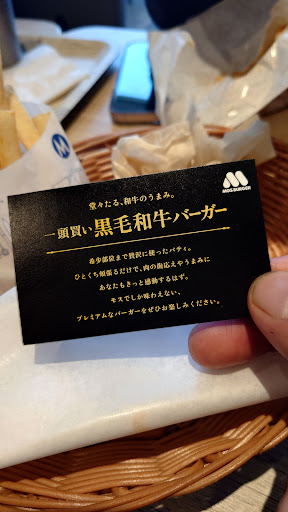 堂々たる、和牛のうまみ。
MOS BURGER
一頭買い 黒毛和牛バーガー
希少部位まで贅沢に使ったパティ。
ひとくち頬張るだけで、肉の歯応えやうまみに
あなたもきっと感動するはず。
モスでしか味わえない、
プレミアムなバーガーをぜひお楽しみください。